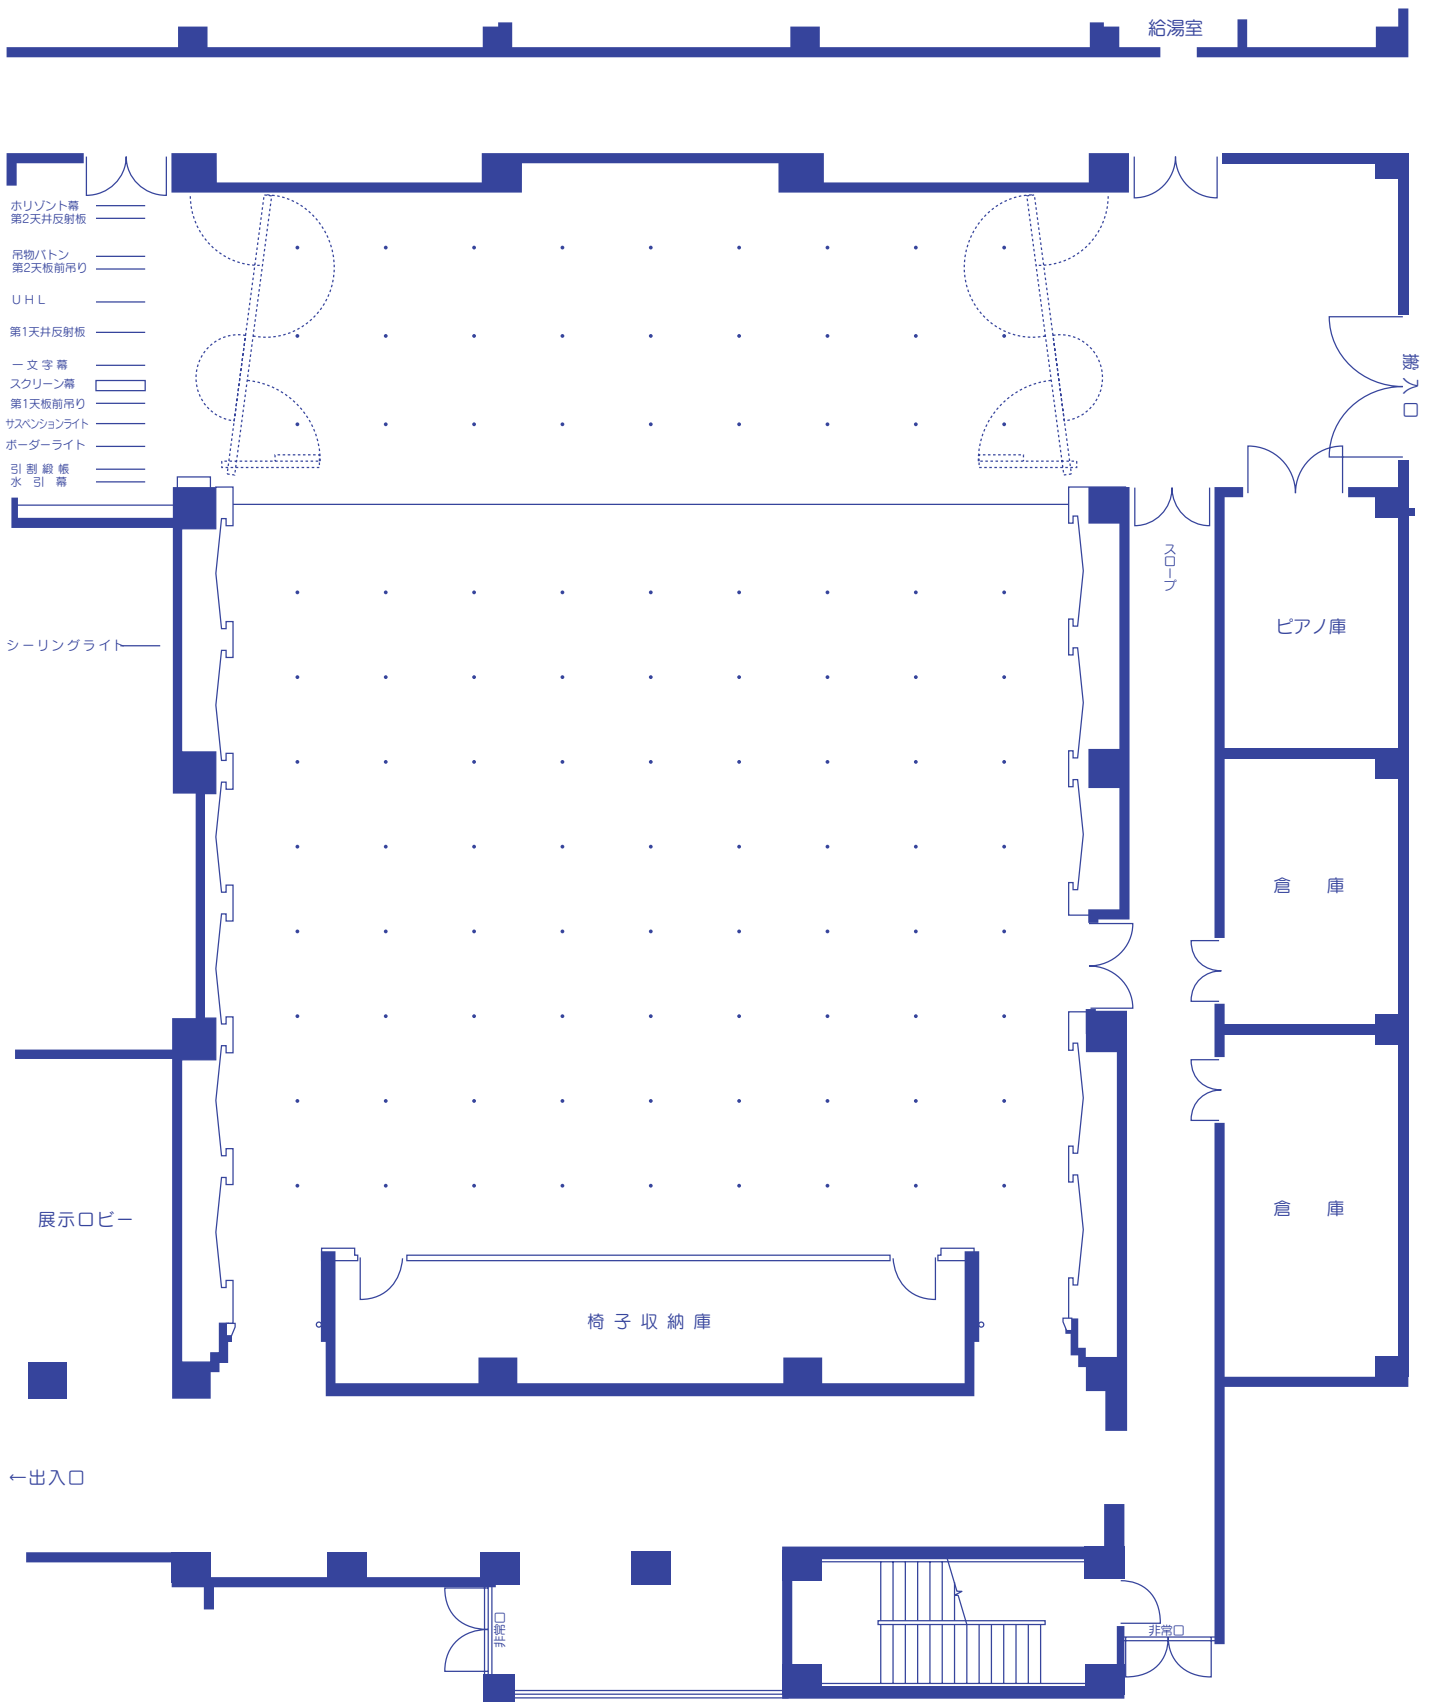 給湯室
ホリゾント幕
第2天井反射板
吊物バトン
第2天板前吊り
ＵＨＬ
第1天井反射板
一文字幕
スクリーン幕
第1天板前吊り
サスペンションライト
ボーダーライト
引割緞帳
水引幕
搬入口
スロープ
ピアノ庫
シーリングライト
倉庫
倉庫
展示ロビー
椅子収納庫
←出入口
非常口
非常口